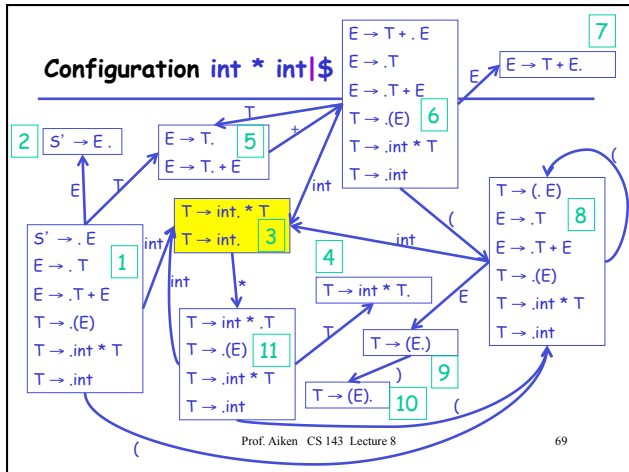 Configuration int * int|$
E → T + . E
E → .T
E → .T + E
T → .(E)
T → .int * T
T → .int
6
7
E
E → T + E.
2
S' → E .
T
+
E → T.
E → T. + E
5
E
T
int
(
(
T → int. * T
T → int.
3
int
T → (. E)
E → .T
E → .T + E
T → .(E)
T → .int * T
T → .int
8
S' → . E
E → . T
E → .T + E
T → .(E)
T → .int * T
T → .int
1
int
int
*
4
T → int * T.
E
T → int * .T
T → .(E)
T → .int * T
T → .int
11
T
T → (E.)
9
)
T → (E).
10
(
(
Prof. Aiken CS 143 Lecture 8
69